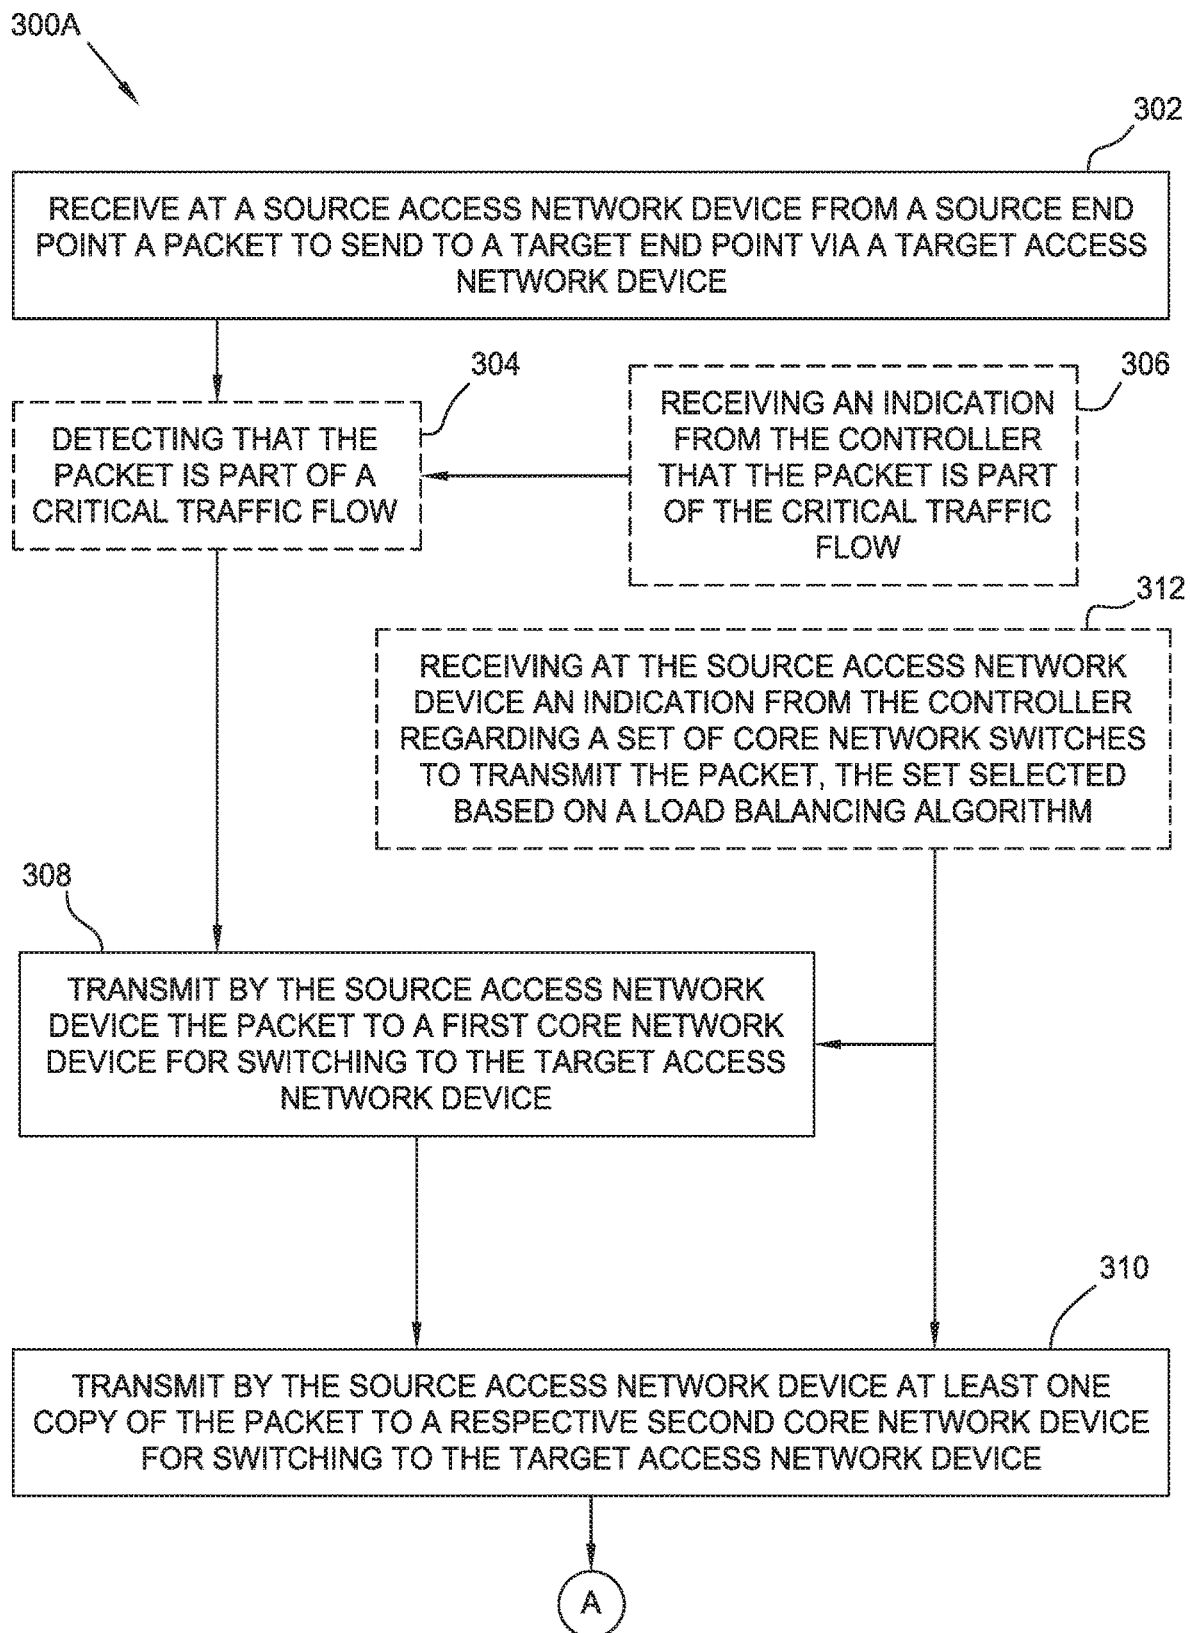 300A
302
RECEIVE AT A SOURCE ACCESS NETWORK DEVICE FROM A SOURCE END
POINT A PACKET TO SEND TO A TARGET END POINT VIA A TARGET ACCESS
NETWORK DEVICE
304
DETECTING THAT THE
PACKET IS PART OF A
CRITICAL TRAFFIC FLOW
306
RECEIVING AN INDICATION
FROM THE CONTROLLER
THAT THE PACKET IS PART
OF THE CRITICAL TRAFFIC
FLOW
312
RECEIVING AT THE SOURCE ACCESS NETWORK
DEVICE AN INDICATION FROM THE CONTROLLER
REGARDING A SET OF CORE NETWORK SWITCHES
TO TRANSMIT THE PACKET, THE SET SELECTED
BASED ON A LOAD BALANCING ALGORITHM
308
TRANSMIT BY THE SOURCE ACCESS NETWORK
DEVICE THE PACKET TO A FIRST CORE NETWORK
DEVICE FOR SWITCHING TO THE TARGET ACCESS
NETWORK DEVICE
310
TRANSMIT BY THE SOURCE ACCESS NETWORK DEVICE AT LEAST ONE
COPY OF THE PACKET TO A RESPECTIVE SECOND CORE NETWORK DEVICE
FOR SWITCHING TO THE TARGET ACCESS NETWORK DEVICE
A